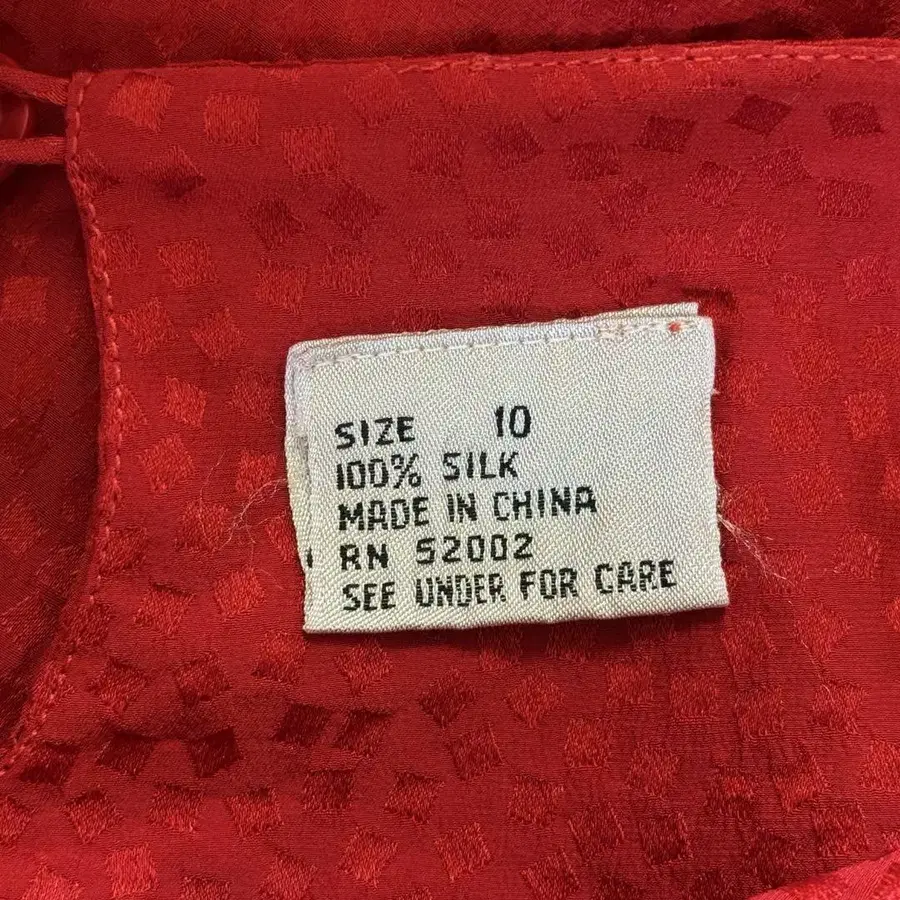 SIZE 10
100% SILK
MADE IN CHINA
RN 52002
SEE UNDER FOR CARE